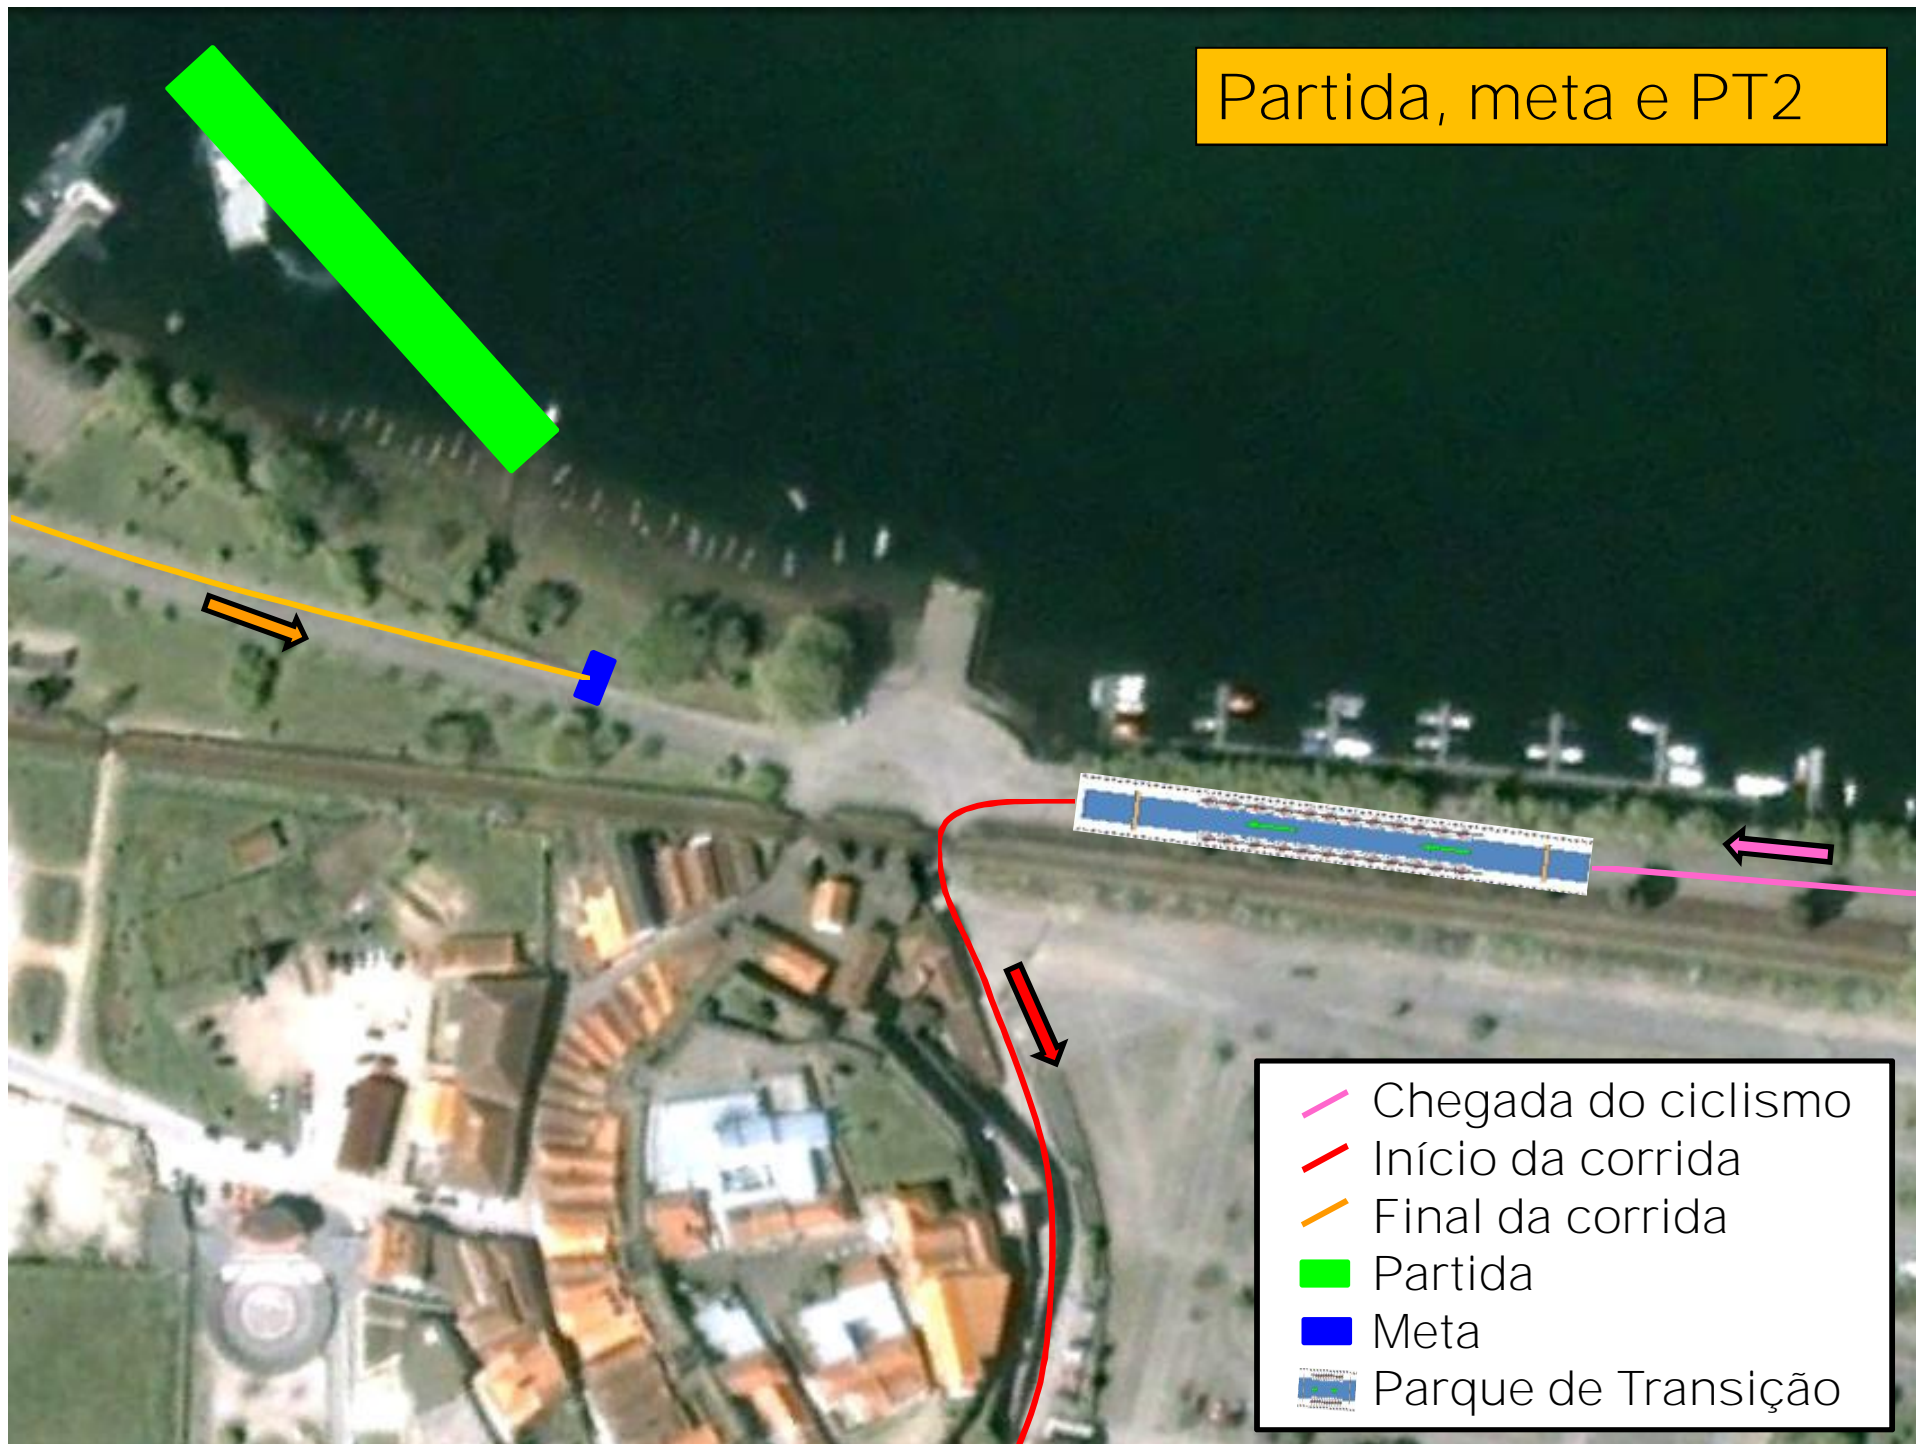 Partida, meta e PT2
Chegada do ciclismo
Início da corrida
Final da corrida
Partida
Meta
Parque de Transição